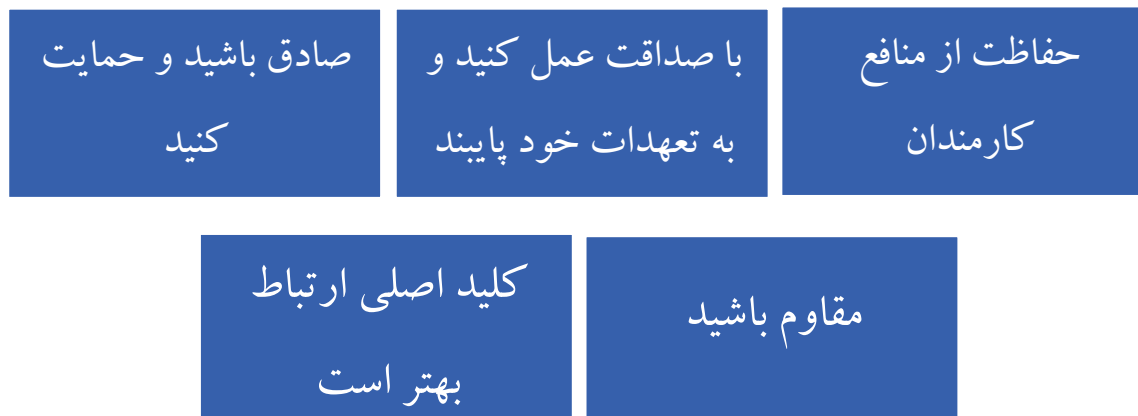 حفاظت از منافع
کارمندان
با صداقت عمل کنید و
به تعهدات خود پایبند
صادق باشید و حمایت
کنید
مقاوم باشید
کلید اصلی ارتباط
بهتر است